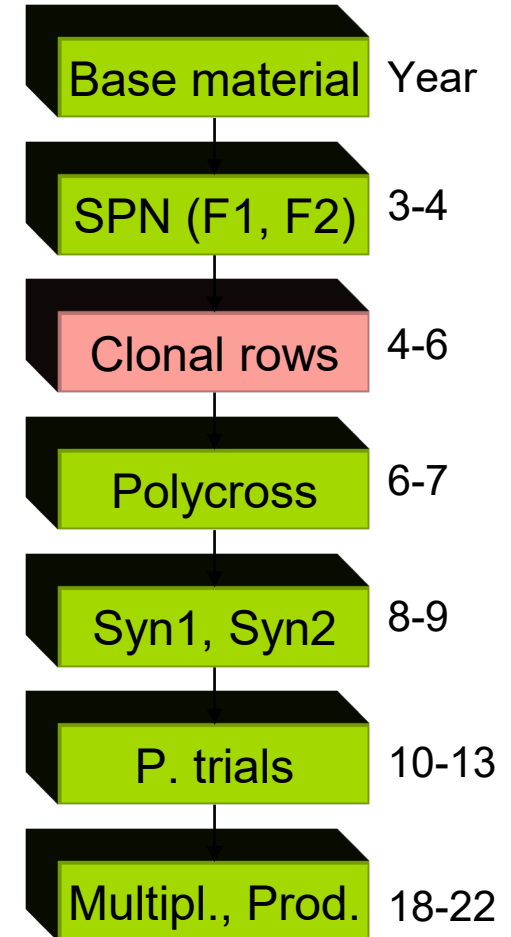 Base material Year
SPN (F1, F2) 3-4
Clonal rows 4-6
Polycross 6-7
Syn1, Syn2 8-9
P. trials 10-13
Multipl., Prod. 18-22